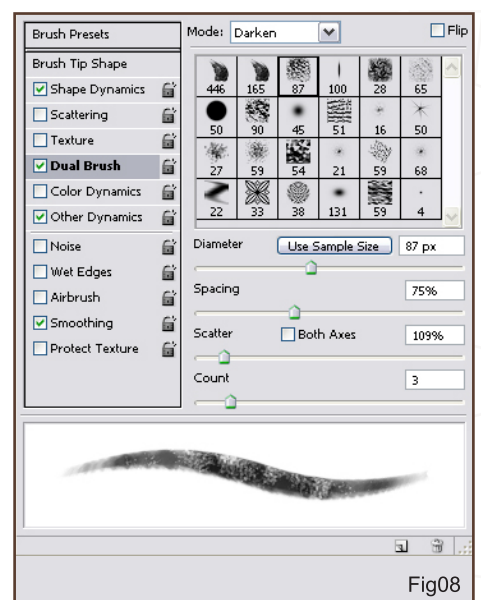 Brush Presets
Mode: Darken Flip
Brush Tip Shape
Shape Dynamics
Scattering
Texture
Dual Brush
Color Dynamics
Other Dynamics
Noise
Wet Edges
Airbrush
Smoothing
Protect Texture
446 165 87 100 28 65
50 90 45 51 16 50
27 59 54 21 59 68
22 33 38 131 59 4
Diameter Use Sample Size 87 px
Spacing 75%
Scatter Both Axes 109%
Count 3
Fig08